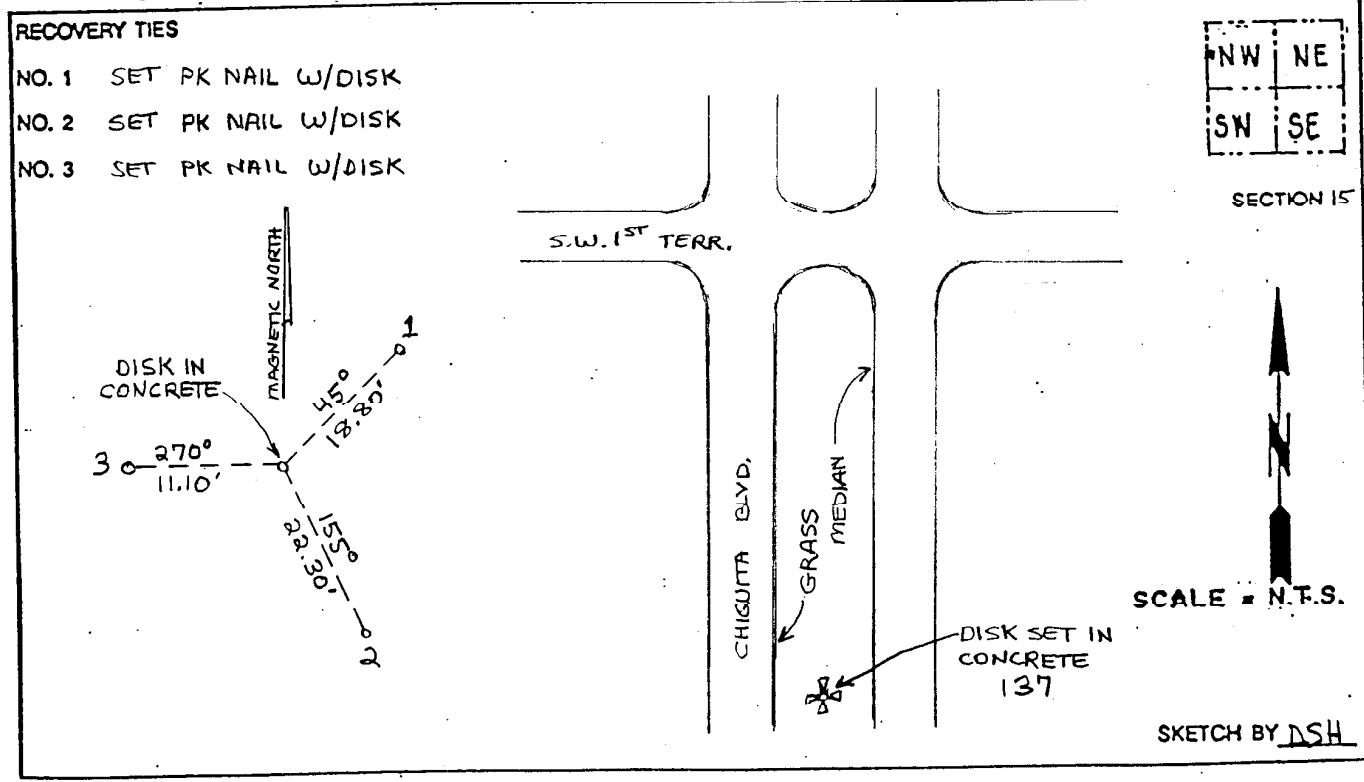 RECOVERY TIES
NO. 1 SET PK NAIL W/DISK
NO. 2 SET PK NAIL W/DISK
NO. 3 SET PK NAIL W/DISK
NW NE
SW SE
SECTION 15
S.W. 1ST TERR.
MAGNETIC NORTH
DISK IN
CONCRETE
1
45°
3
270°
11.10'
155°
22.30'
2
CHIQUITA BLVD.
GRASS
MEDIAN
N
SCALE = N.T.S.
DISK SET IN
CONCRETE
137
SKETCH BY DSH